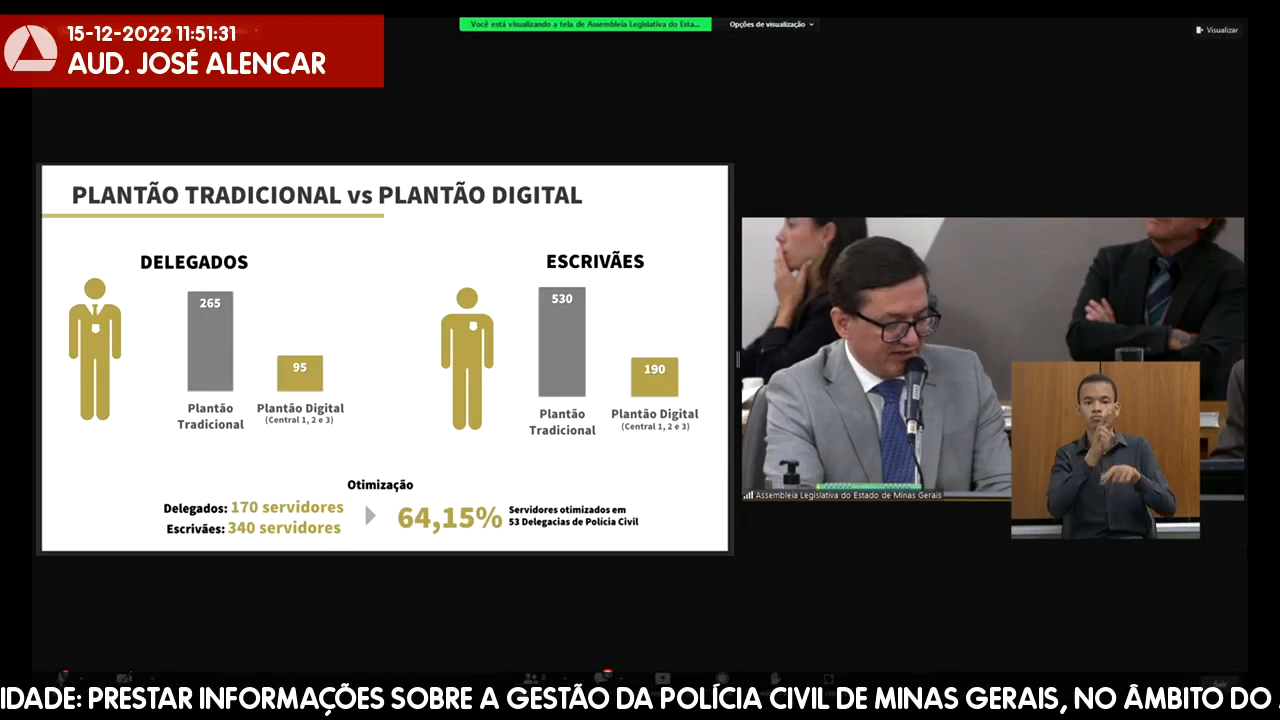 15-12-2022 11:51:31
AUD. JOSÉ ALENCAR
Você está visualizando a tela de Assembleia Legislativa do Esta...
Opções de visualização
Visualizar
PLANTÃO TRADICIONAL vs PLANTÃO DIGITAL
DELEGADOS
265
95
Plantão
Tradicional
Plantão Digital
(Central 1, 2 e 3)
ESCRIVÃES
530
190
Plantão
Tradicional
Plantão Digital
(Central 1, 2 e 3)
Otimização
Delegados: 170 servidores
Escrivães: 340 servidores
64,15%
Servidores otimizados em
53 Delegacias de Polícia Civil
Assembleia Legislativa do Estado de Minas Gerais
IDADE: PRESTAR INFORMAÇÕES SOBRE A GESTÃO DA POLÍCIA CIVIL DE MINAS GERAIS, NO ÂMBITO DO